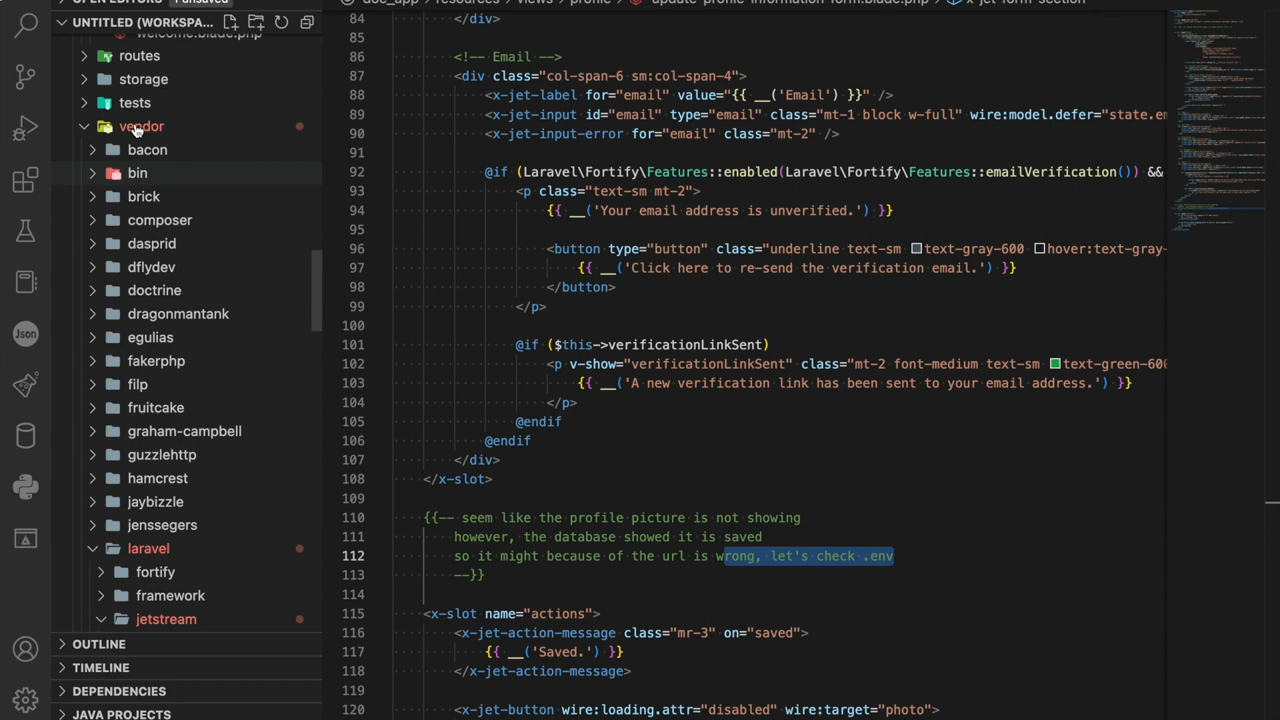 UNTITLED (WORKSPA...
welcome.blade.php
routes
storage
tests
vendor
bacon
bin
brick
composer
dasprid
dflydev
doctrine
dragonmantank
egulias
fakerphp
filp
fruitcake
graham-campbell
guzzlehttp
hamcrest
jaybizzle
jenssegers
laravel
fortify
framework
jetstream
OUTLINE
TIMELINE
DEPENDENCIES
JAVA PROJECTS
Json
84 </div>
85
86 <!-- Email -->
87 <div class="col-span-6 sm:col-span-4">
88 <x-jet-label for="email" value="{{ __('Email') }}" />
89 <x-jet-input id="email" type="email" class="mt-1 block w-full" wire:model.defer="state.em
90 <x-jet-input-error for="email" class="mt-2" />
91
92 @if (Laravel\Fortify\Features::enabled(Laravel\Fortify\Features::emailVerification()) &&
93 <p class="text-sm mt-2">
94 {{ __('Your email address is unverified.') }}
95
96 <button type="button" class="underline text-sm text-gray-600 hover:text-gray-
97 {{ __('Click here to re-send the verification email.') }}
98 </button>
99 </p>
100
101 @if ($this->verificationLinkSent)
102 <p v-show="verificationLinkSent" class="mt-2 font-medium text-sm text-green-600
103 {{ __('A new verification link has been sent to your email address.') }}
104 </p>
105 @endif
106 @endif
107 </div>
108 </x-slot>
109
110 {{-- seem like the profile picture is not showing
111 however, the database showed it is saved
112 so it might because of the url is wrong, let's check .env
113 --}}
114
115 <x-slot name="actions">
116 <x-jet-action-message class="mr-3" on="saved">
117 {{ __('Saved.') }}
118 </x-jet-action-message>
119
120 <x-jet-button wire:loading.attr="disabled" wire:target="photo">